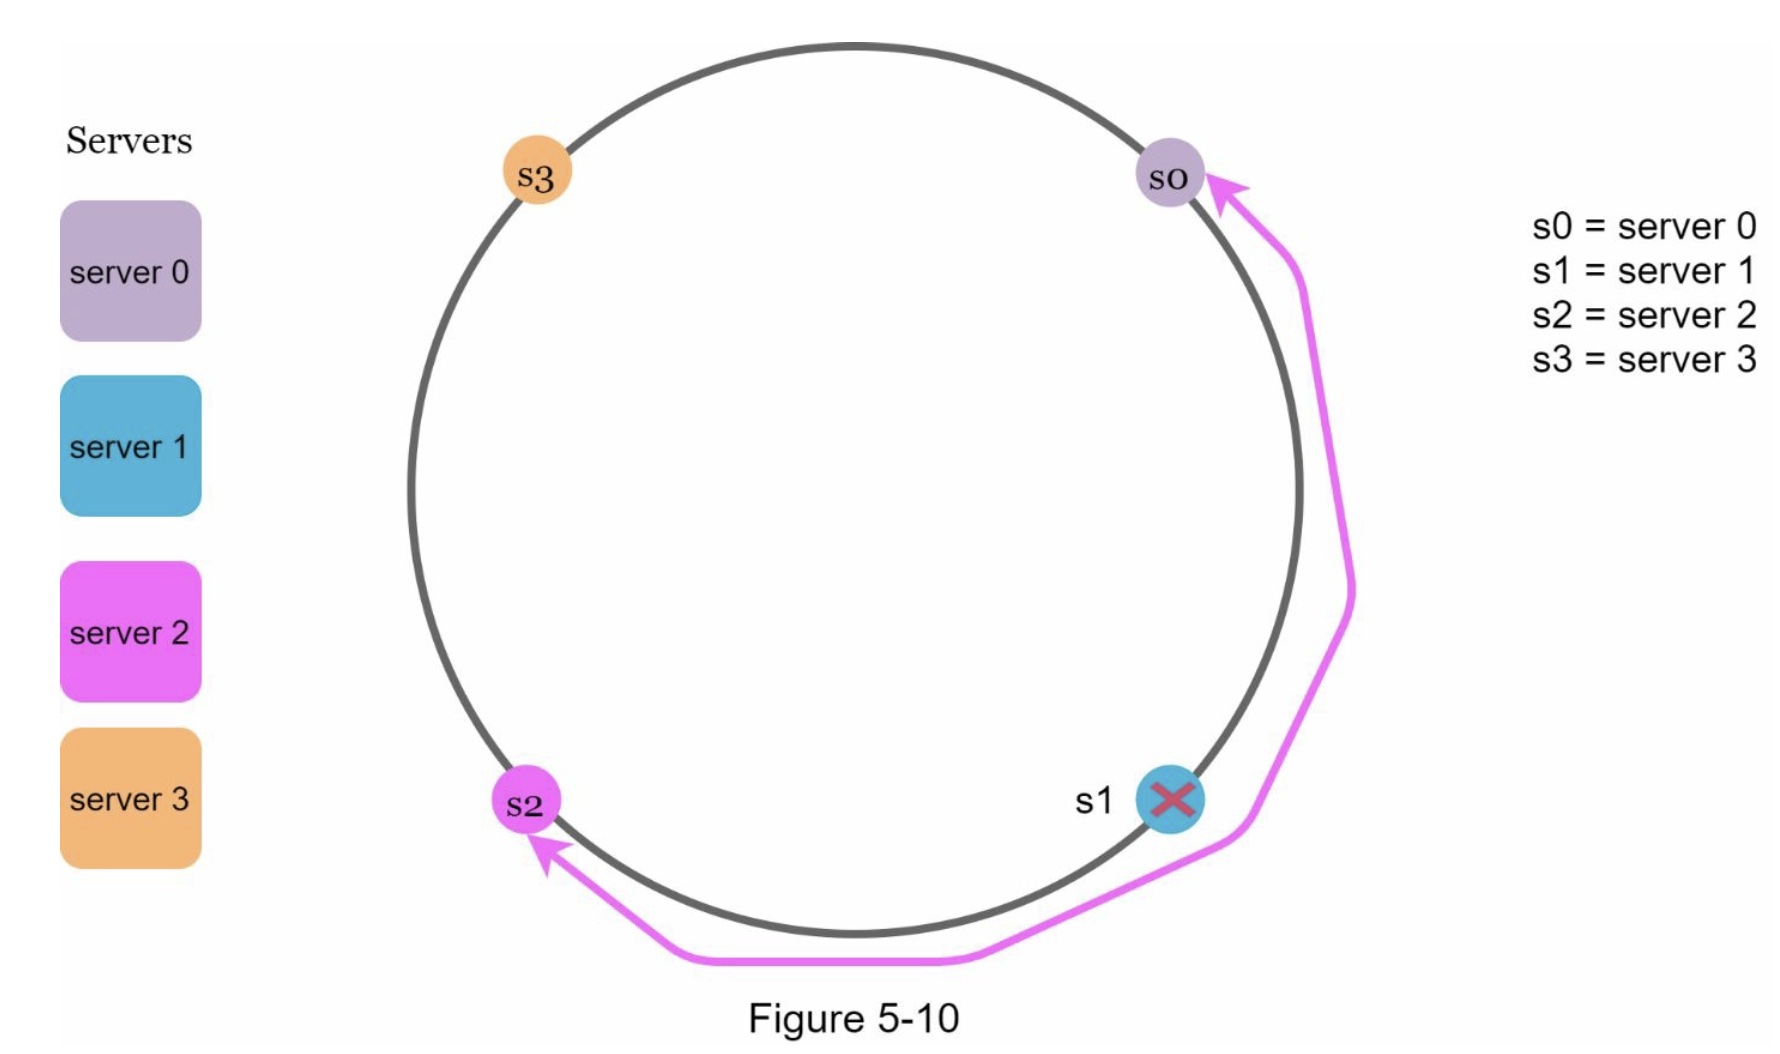 Servers
server 0
server 1
server 2
server 3
s3
s0
s2
s1
s0 = server 0
s1 = server 1
s2 = server 2
s3 = server 3
Figure 5-10